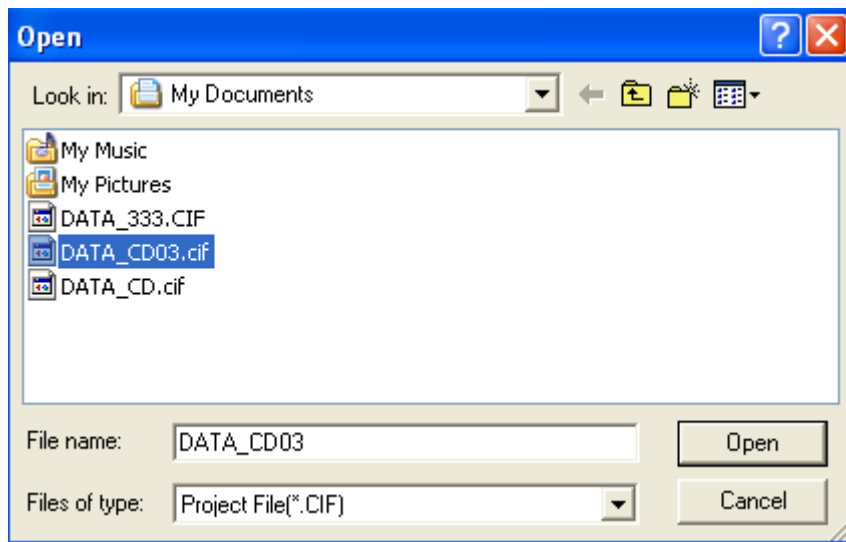 Open
Look in: My Documents
My Music
My Pictures
DATA_333.CIF
DATA_CD03.cif
DATA_CD.cif
File name: DATA_CD03 Open
Files of type: Project File(*.CIF) Cancel